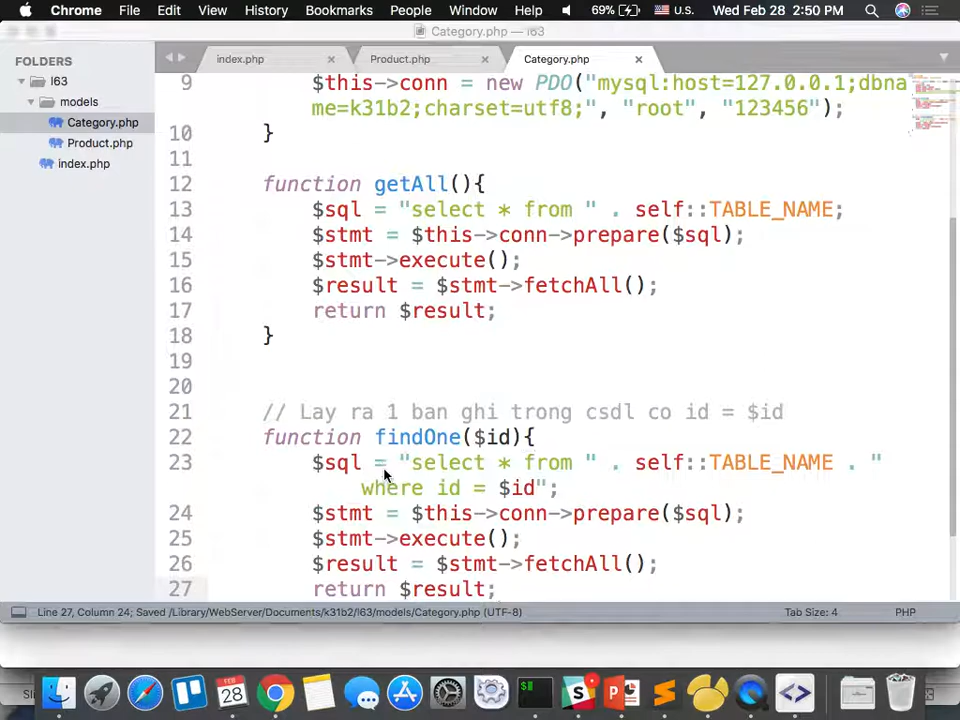 Chrome File Edit View History Bookmarks People Window Help 69% U.S. Wed Feb 28 2:50 PM
Category.php — l63
FOLDERS
l63
models
Category.php
Product.php
index.php
index.php Product.php Category.php
9 $this->conn = new PDO("mysql:host=127.0.0.1;dbna
me=k31b2;charset=utf8;", "root", "123456");
10 }
11
12 function getAll(){
13 $sql = "select * from " . self::TABLE_NAME;
14 $stmt = $this->conn->prepare($sql);
15 $stmt->execute();
16 $result = $stmt->fetchAll();
17 return $result;
18 }
19
20
21 // Lay ra 1 ban ghi trong csdl co id = $id
22 function findOne($id){
23 $sql = "select * from " . self::TABLE_NAME . "
where id = $id";
24 $stmt = $this->conn->prepare($sql);
25 $stmt->execute();
26 $result = $stmt->fetchAll();
27 return $result;
Line 27, Column 24; Saved /Library/WebServer/Documents/k31b2/l63/models/Category.php (UTF-8) Tab Size: 4 PHP
28